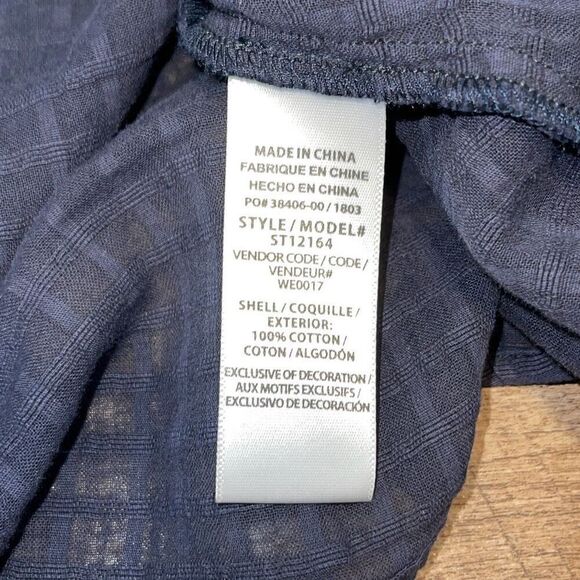 MADE IN CHINA
FABRIQUE EN CHINE
HECHO EN CHINA
PO# 38406-00 / 1803
STYLE / MODEL#
ST12164
VENDOR CODE / CODE /
VENDEUR#
WE0017
SHELL / COQUILLE /
EXTERIOR:
100% COTTON /
COTON / ALGODÓN
EXCLUSIVE OF DECORATION /
AUX MOTIFS EXCLUSIFS /
EXCLUSIVO DE DECORACIÓN